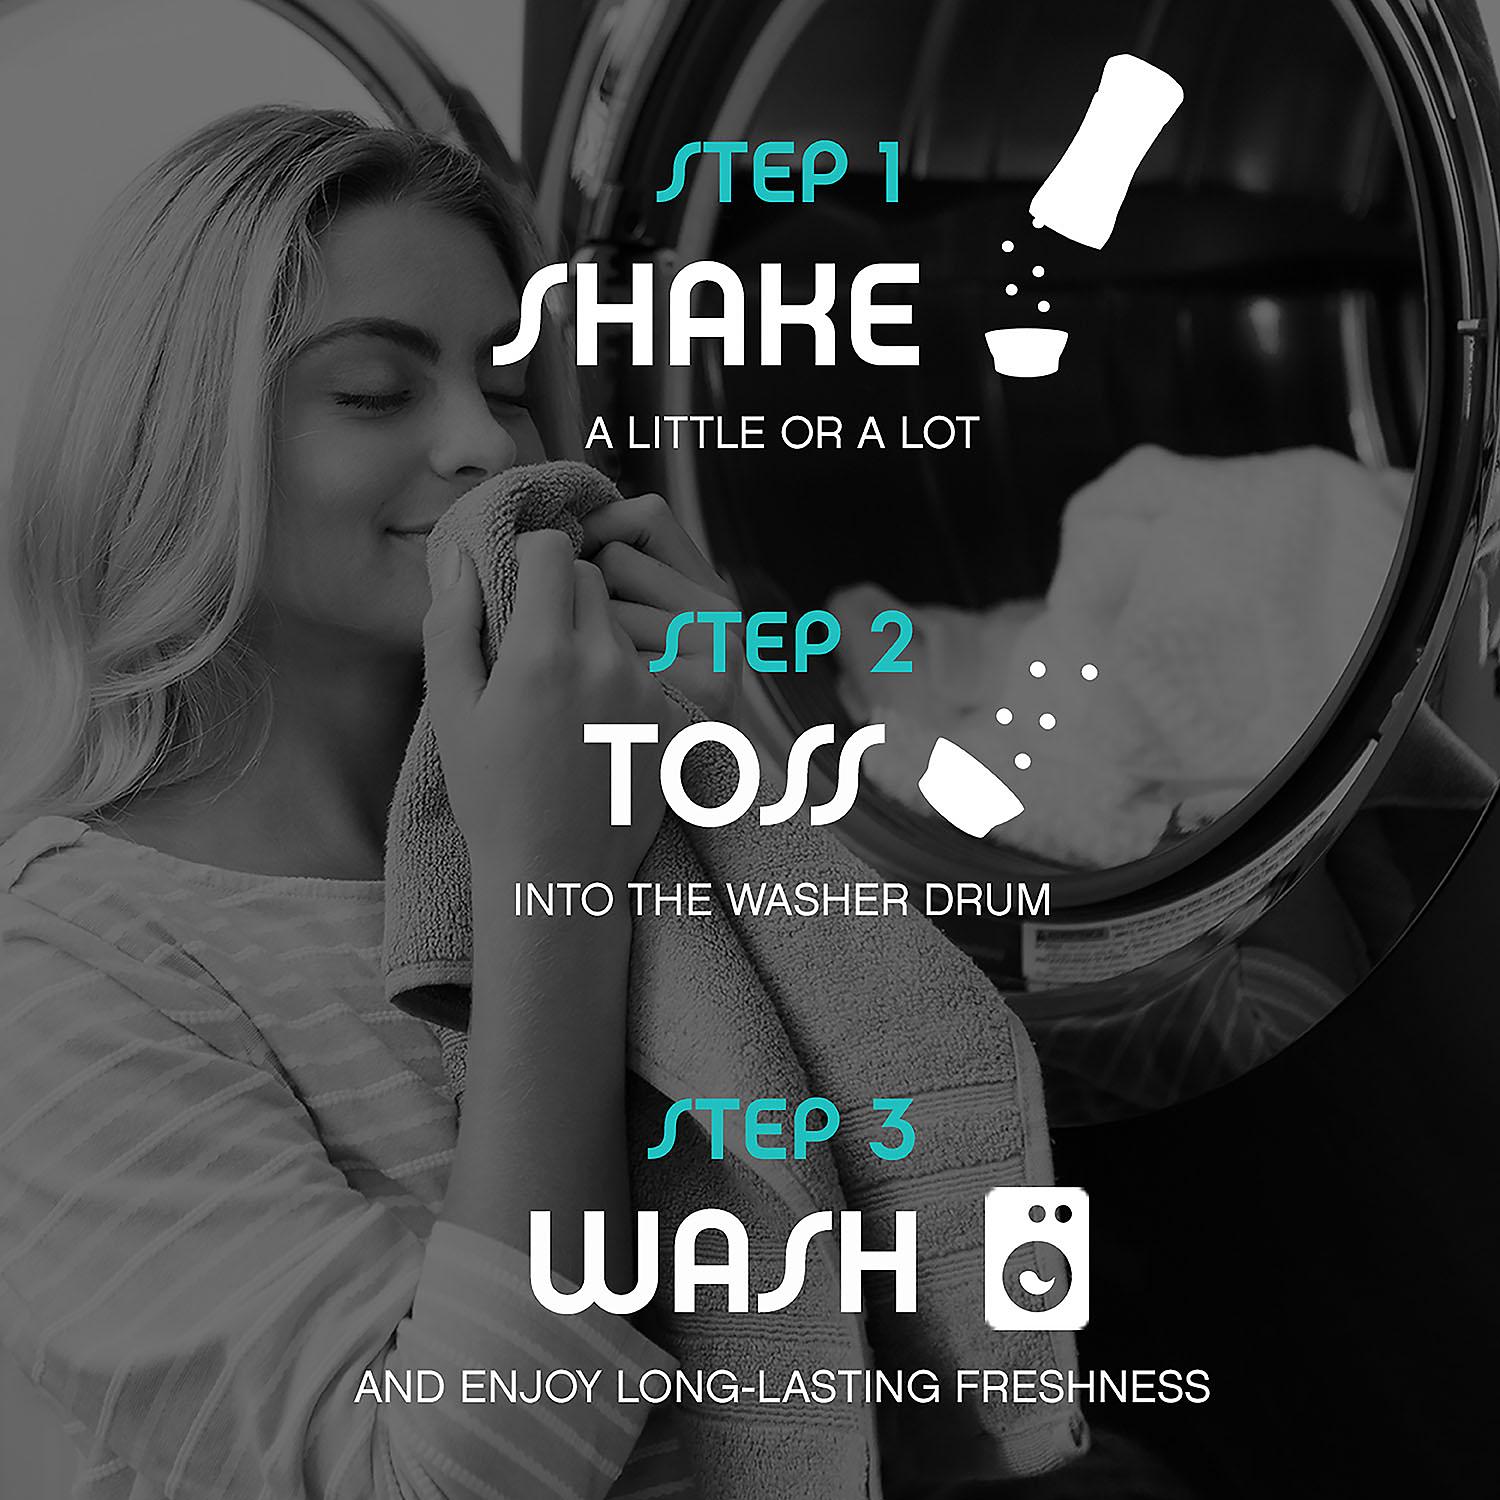 STEP 1
SHAKE
A LITTLE OR A LOT
STEP 2
TOSS
INTO THE WASHER DRUM
STEP 3
WASH
AND ENJOY LONG-LASTING FRESHNESS